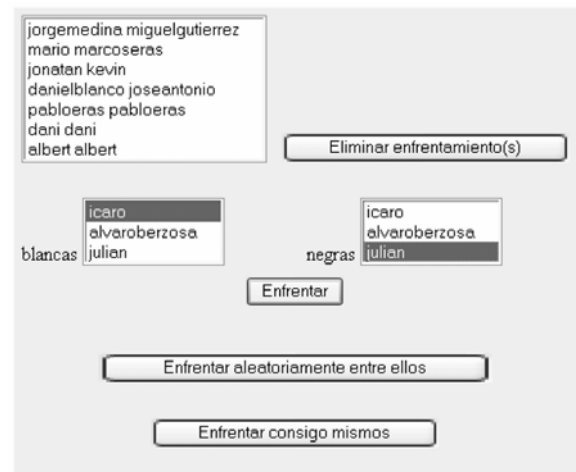 jorgemedina miguelgutierrez
mario marcoseras
jonatan kevin
danielblanco joseantonio
pabloeras pabloeras
dani dani
albert albert
Eliminar enfrentamiento(s)
blancas
icaro
alvaroberzosa
julian
negras
icaro
alvaroberzosa
julian
Enfrentar
Enfrentar aleatoriamente entre ellos
Enfrentar consigo mismos